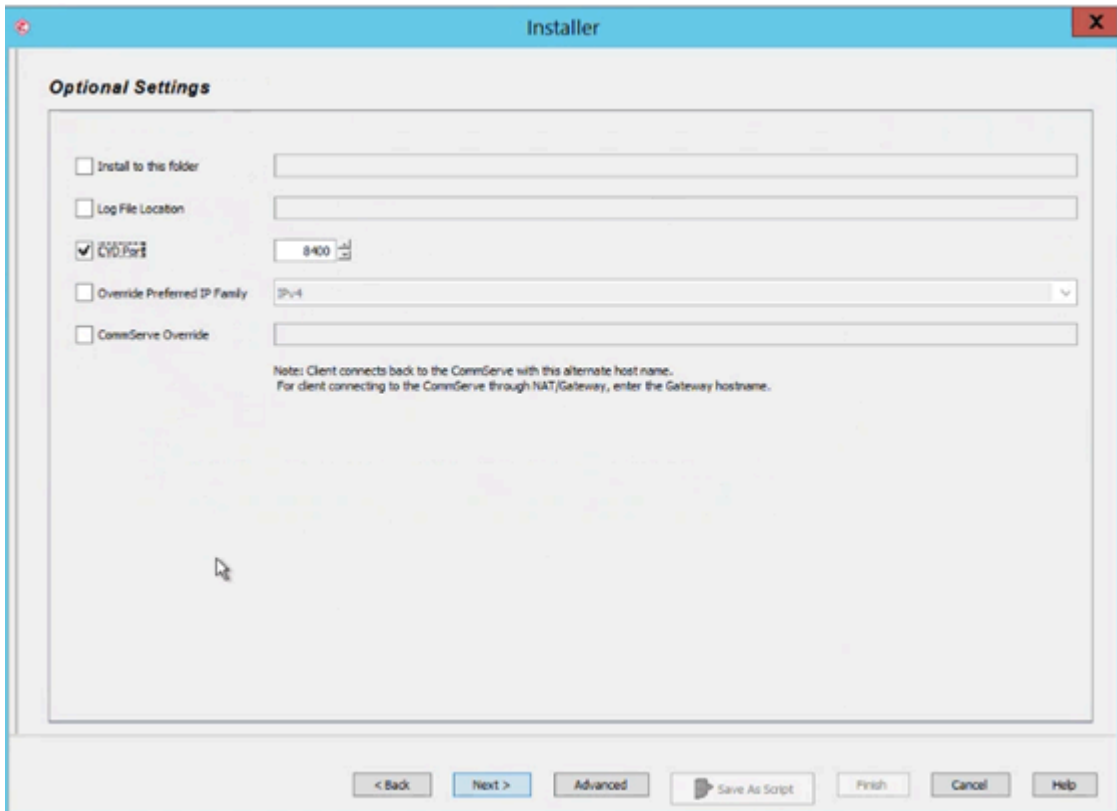 Installer
X
Optional Settings
Install to this folder
Log File Location
CVD Port 8400
Override Preferred IP Family IPv4
CommServe Override
Note: Client connects back to the CommServe with this alternate host name.
For client connecting to the CommServe through NAT/Gateway, enter the Gateway hostname.
< Back Next > Advanced Save As Script Finish Cancel Help